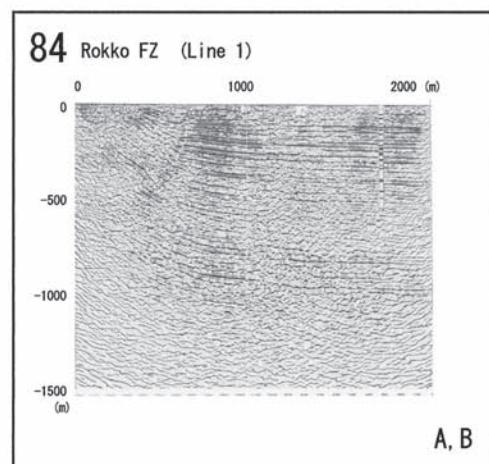 84 Rokko FZ (Line 1)
0 1000 2000 (m)
0
-500
-1000
-1500
(m)
A, B